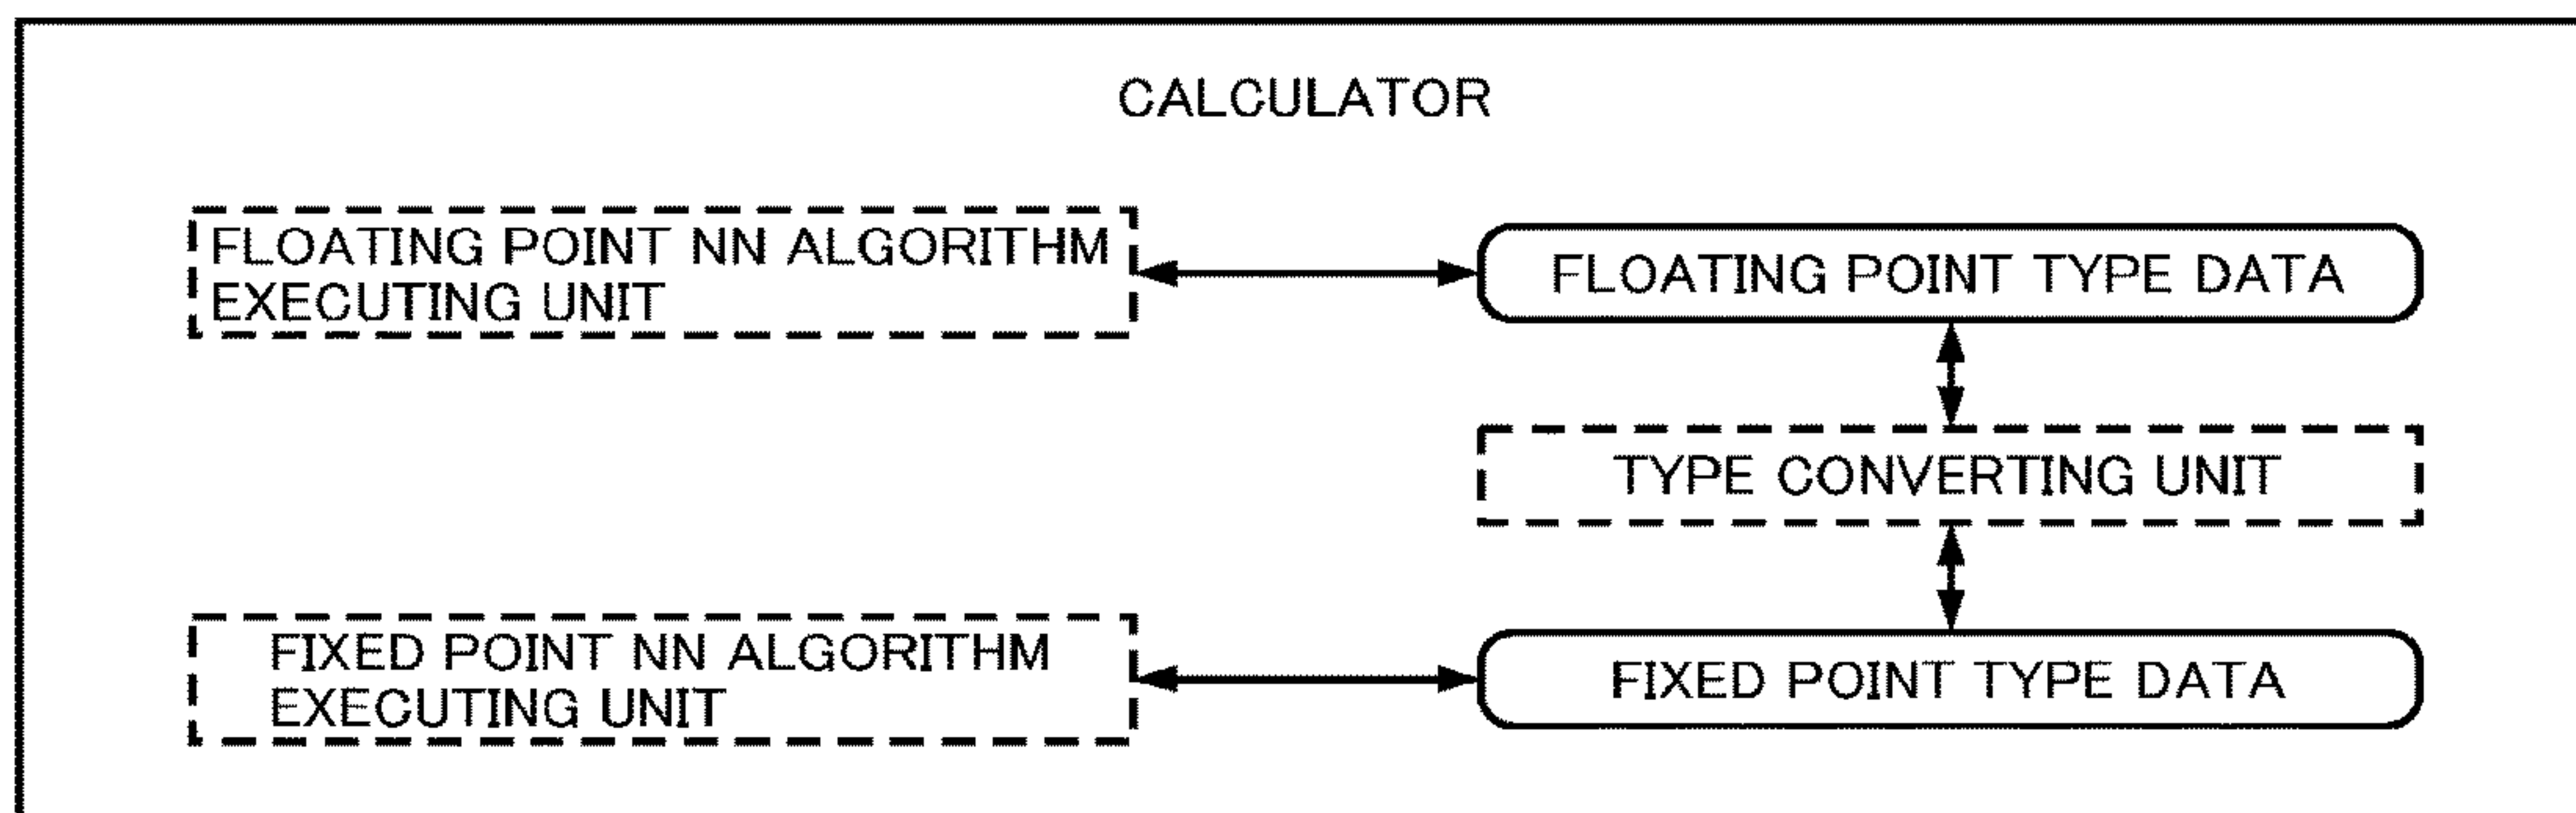 CALCULATOR
FLOATING POINT NN ALGORITHM
EXECUTING UNIT
FLOATING POINT TYPE DATA
TYPE CONVERTING UNIT
FIXED POINT NN ALGORITHM
EXECUTING UNIT
FIXED POINT TYPE DATA